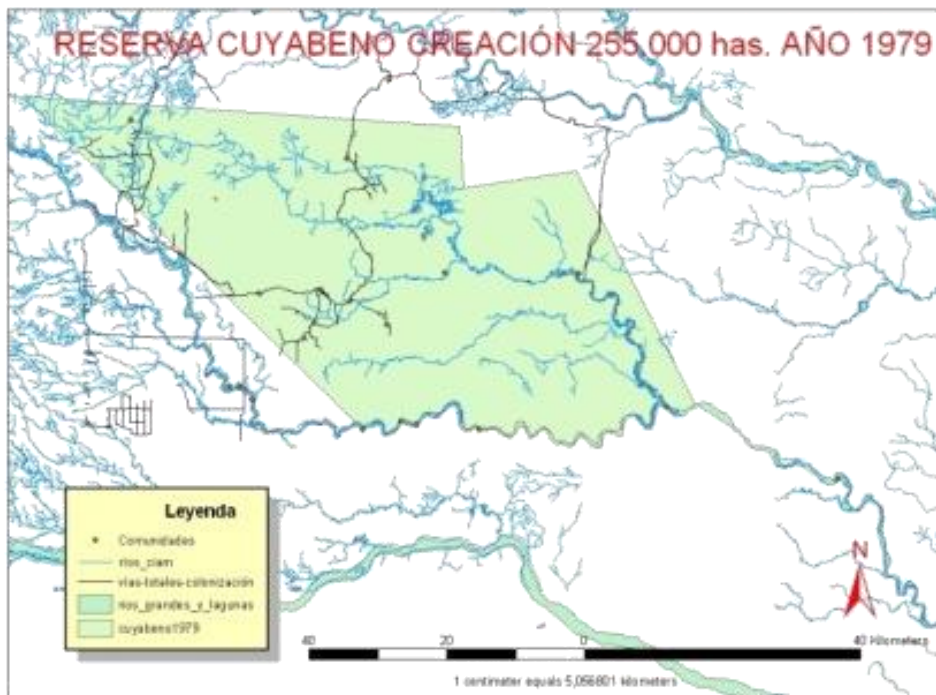 RESERVA CUYABENO CREACIÓN 255.000 has. AÑO 1979
Leyenda
Comunidades
rios_ciam
vias-totales-colonización
rios_grandes_y_lagunas
cuyabeno1979
N
40 20 0 40 Kilometers
1 centimeter equals 5,056801 kilometers